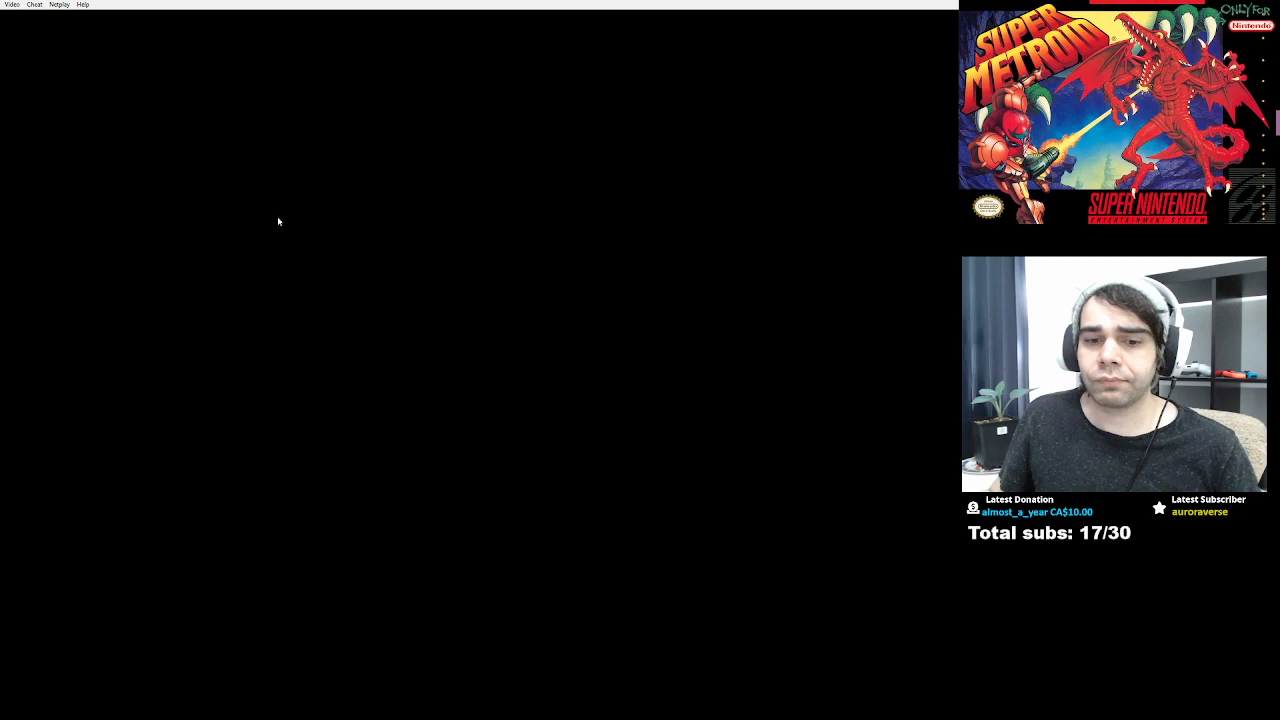 Video Cheat Netplay Help
ONLY FOR
Nintendo
SUPER
METROID
SUPER NINTENDO
ENTERTAINMENT SYSTEM
Latest Donation
almost_a_year CA$10.00
Latest Subscriber
auroraverse
Total subs: 17/30